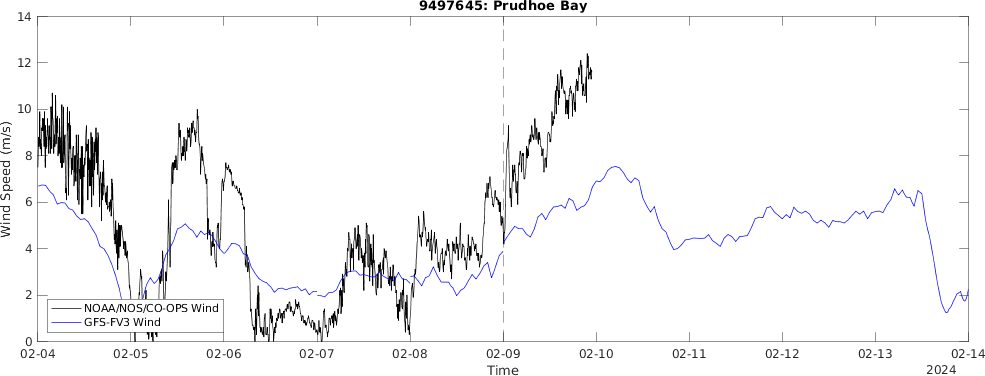 9497645: Prudhoe Bay
Wind Speed (m/s)
14
12
10
8
6
4
2
0
NOAA/NOS/CO-OPS Wind
GFS-FV3 Wind
02-04 02-05 02-06 02-07 02-08 02-09 02-10 02-11 02-12 02-13 02-14
Time
2024